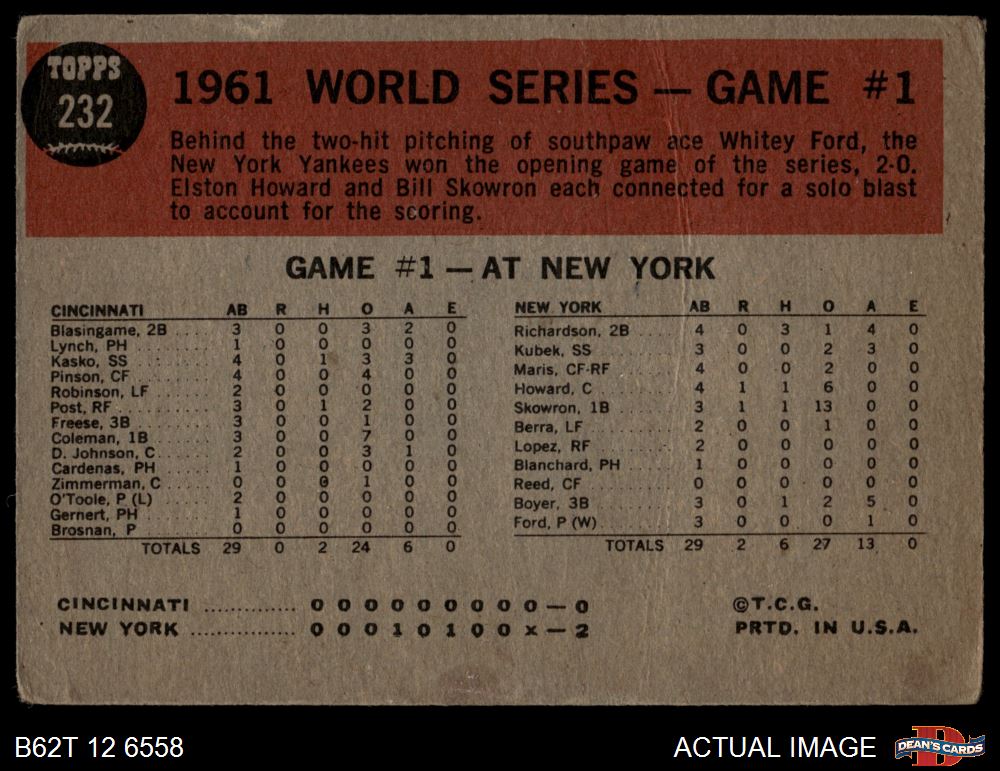 TOPPS
232
1961 WORLD SERIES — GAME #1
Behind the two-hit pitching of southpaw ace Whitey Ford, the
New York Yankees won the opening game of the series, 2-0.
Elston Howard and Bill Skowron each connected for a solo blast
to account for the scoring.
GAME #1 — AT NEW YORK
CINCINNATI AB R H O A E
Blasingame, 2B ..... 3 0 0 3 2 0
Lynch, PH .......... 1 0 0 0 0 0
Kasko, SS .......... 4 0 1 3 3 0
Pinson, CF ......... 4 0 0 4 0 0
Robinson, LF ....... 2 0 0 0 0 0
Post, RF ........... 3 0 1 2 0 0
Freese, 3B ......... 3 0 0 1 0 0
Coleman, 1B ........ 3 0 0 7 0 0
D. Johnson, C ...... 2 0 0 3 1 0
Cardenas, PH ....... 1 0 0 0 0 0
Zimmerman, C ....... 0 0 0 1 0 0
O'Toole, P (L) ..... 2 0 0 0 0 0
Gernert, PH ........ 1 0 0 0 0 0
Brosnan, P ......... 0 0 0 0 0 0
TOTALS 29 0 2 24 6 0
NEW YORK AB R H O A E
Richardson, 2B ..... 4 0 3 1 4 0
Kubek, SS .......... 3 0 0 2 3 0
Maris, CF-RF ....... 4 0 0 2 0 0
Howard, C .......... 4 1 1 6 0 0
Skowron, 1B ........ 3 1 1 13 0 0
Berra, LF .......... 2 0 0 1 0 0
Lopez, RF .......... 2 0 0 0 0 0
Blanchard, PH ...... 1 0 0 0 0 0
Reed, CF ........... 0 0 0 0 0 0
Boyer, 3B .......... 3 0 1 2 5 0
Ford, P (W) ........ 3 0 0 0 1 0
TOTALS 29 2 6 27 13 0
CINCINNATI .............. 0 0 0 0 0 0 0 0 0 — 0
NEW YORK ................ 0 0 0 1 0 1 0 0 x — 2
©T.C.G.
PRTD. IN U.S.A.
B62T 12 6558
ACTUAL IMAGE
D
DEAN'S CARDS